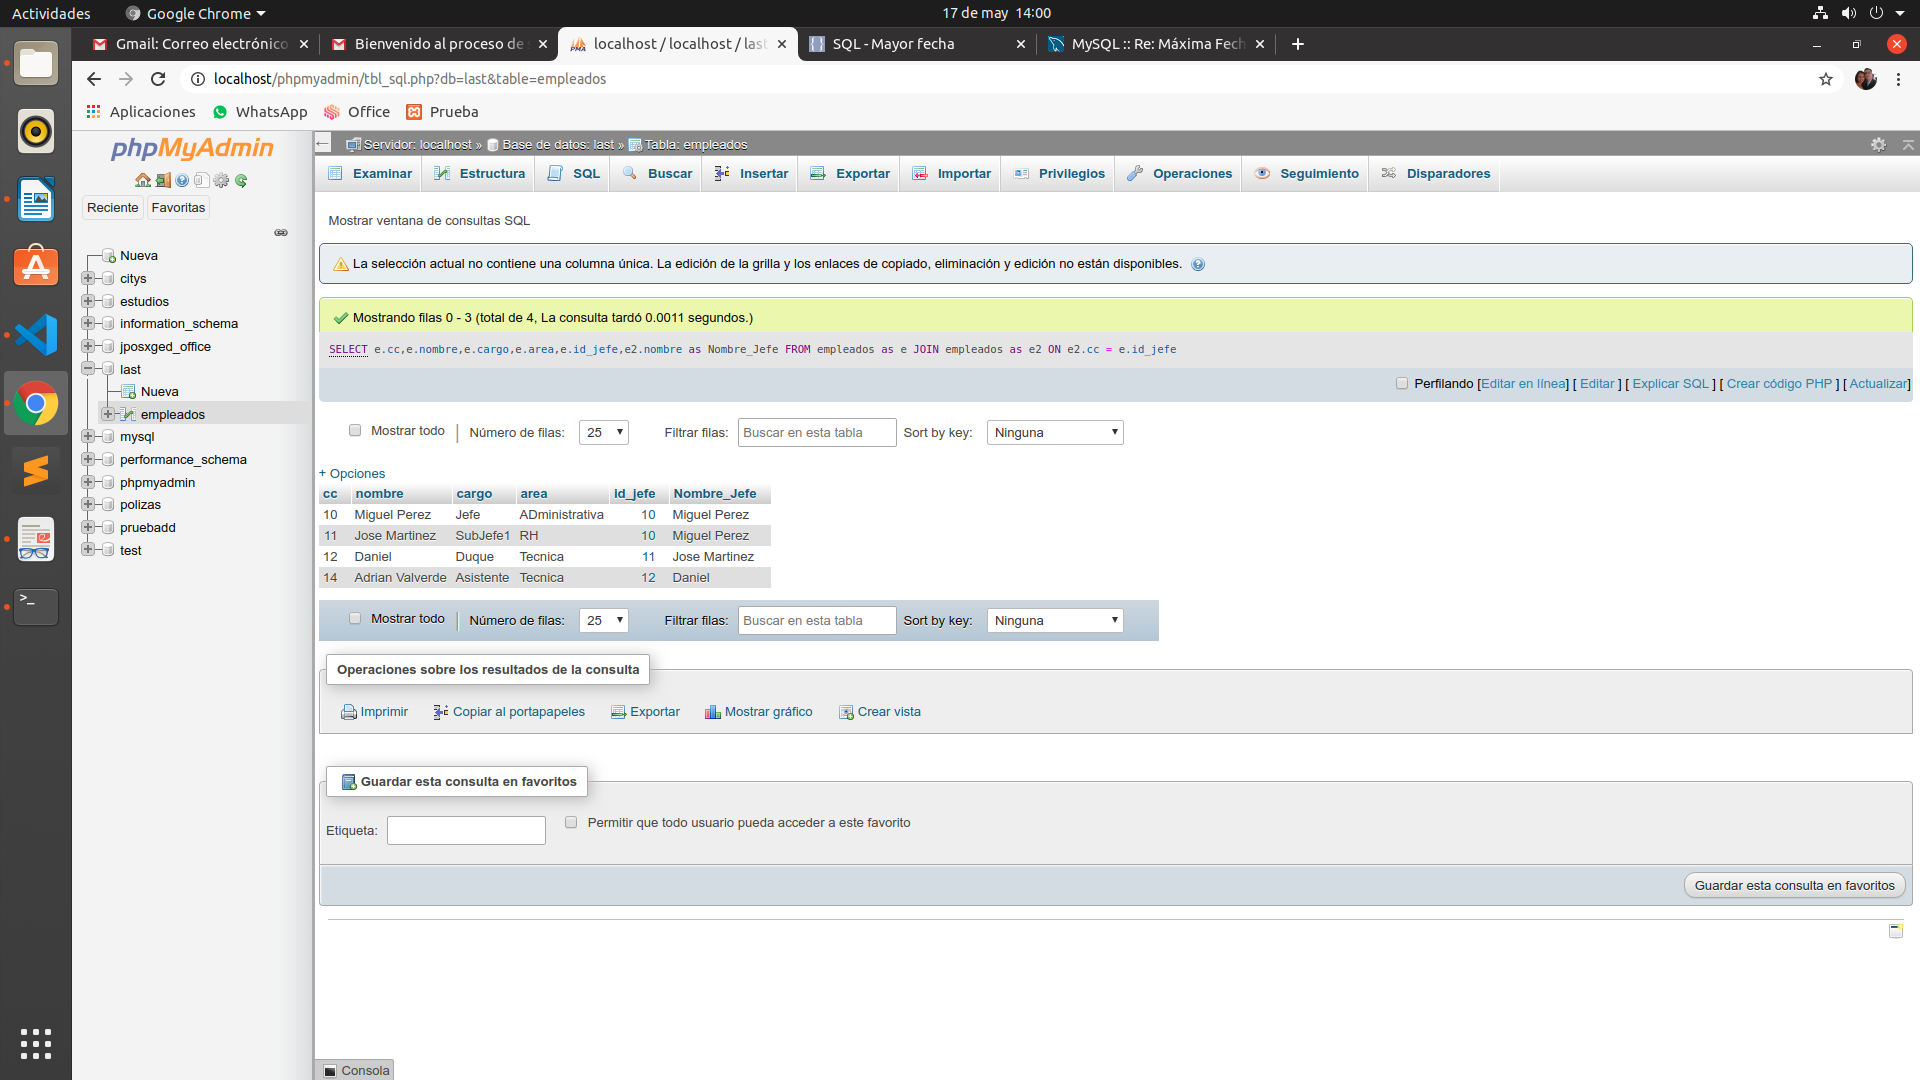 Actividades
Google Chrome
17 de may 14:00
Gmail: Correo electrónico
Bienvenido al proceso de
localhost / localhost / last
SQL - Mayor fecha
MySQL :: Re: Máxima Fech
localhost/phpmyadmin/tbl_sql.php?db=last&table=empleados
Aplicaciones
WhatsApp
Office
Prueba
phpMyAdmin
Reciente
Favoritas
Nueva
citys
estudios
information_schema
jposxged_office
last
Nueva
empleados
mysql
performance_schema
phpmyadmin
polizas
pruebadd
test
Servidor: localhost » Base de datos: last » Tabla: empleados
Examinar
Estructura
SQL
Buscar
Insertar
Exportar
Importar
Privilegios
Operaciones
Seguimiento
Disparadores
Mostrar ventana de consultas SQL
La selección actual no contiene una columna única. La edición de la grilla y los enlaces de copiado, eliminación y edición no están disponibles.
Mostrando filas 0 - 3 (total de 4, La consulta tardó 0.0011 segundos.)
SELECT e.cc,e.nombre,e.cargo,e.area,e.id_jefe,e2.nombre as Nombre_Jefe FROM empleados as e JOIN empleados as e2 ON e2.cc = e.id_jefe
Perfilando [Editar en línea] [ Editar ] [ Explicar SQL ] [ Crear código PHP ] [ Actualizar]
Mostrar todo | Número de filas: 25 Filtrar filas: Buscar en esta tabla Sort by key: Ninguna
+ Opciones
cc nombre cargo area id_jefe Nombre_Jefe
10 Miguel Perez Jefe ADministrativa 10 Miguel Perez
11 Jose Martinez SubJefe1 RH 10 Miguel Perez
12 Daniel Duque Tecnica 11 Jose Martinez
14 Adrian Valverde Asistente Tecnica 12 Daniel
Mostrar todo | Número de filas: 25 Filtrar filas: Buscar en esta tabla Sort by key: Ninguna
Operaciones sobre los resultados de la consulta
Imprimir
Copiar al portapapeles
Exportar
Mostrar gráfico
Crear vista
Guardar esta consulta en favoritos
Etiqueta:
Permitir que todo usuario pueda acceder a este favorito
Guardar esta consulta en favoritos
Consola